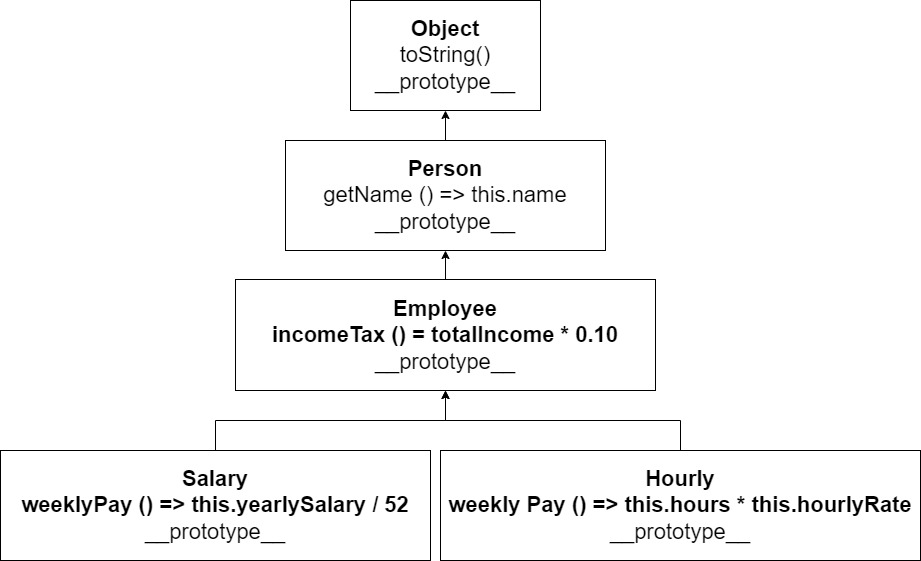 Object
toString()
__prototype__
Person
getName () => this.name
__prototype__
Employee
incomeTax () = totalIncome * 0.10
__prototype__
Salary
weeklyPay () => this.yearlySalary / 52
__prototype__
Hourly
weekly Pay () => this.hours * this.hourlyRate
__prototype__